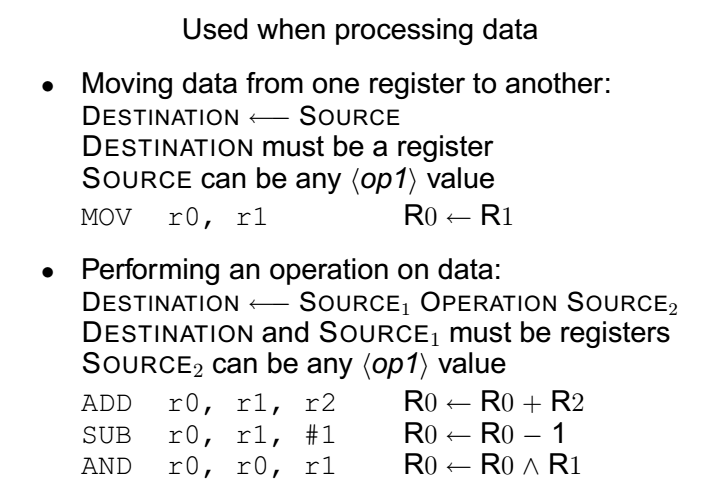 Used when processing data
• Moving data from one register to another:
DESTINATION ⟵ SOURCE
DESTINATION must be a register
SOURCE can be any ⟨op1⟩ value
MOV r0, r1 R0 ← R1
• Performing an operation on data:
DESTINATION ⟵ SOURCE₁ OPERATION SOURCE₂
DESTINATION and SOURCE₁ must be registers
SOURCE₂ can be any ⟨op1⟩ value
ADD r0, r1, r2 R0 ← R0 + R2
SUB r0, r1, #1 R0 ← R0 − 1
AND r0, r0, r1 R0 ← R0 ∧ R1